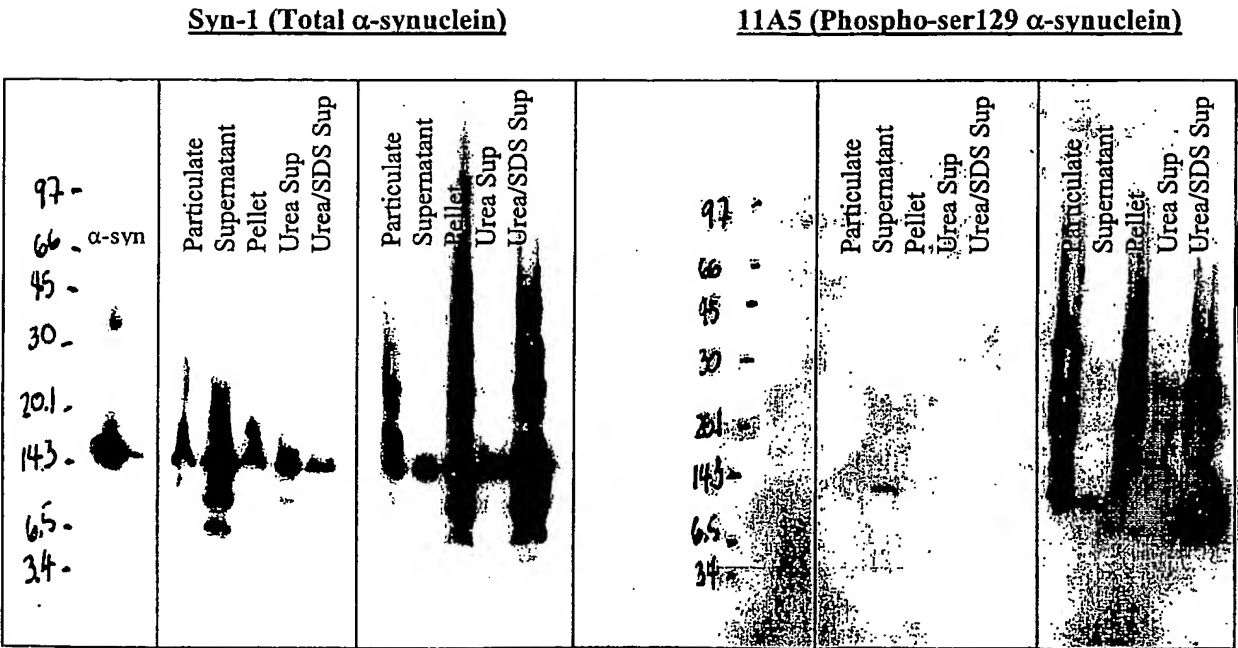 Syn-1 (Total α-synuclein)
11A5 (Phospho-ser129 α-synuclein)
97
66
45
30
20.1
14.3
6.5
3.4
α-syn
Particulate
Supernatant
Pellet
Urea Sup
Urea/SDS Sup
Particulate
Supernatant
Pellet
Urea Sup
Urea/SDS Sup
97
66
45
30
20.1
14.3
6.5
3.4
Particulate
Supernatant
Pellet
Urea Sup
Urea/SDS Sup
Particulate
Supernatant
Pellet
Urea Sup
Urea/SDS Sup